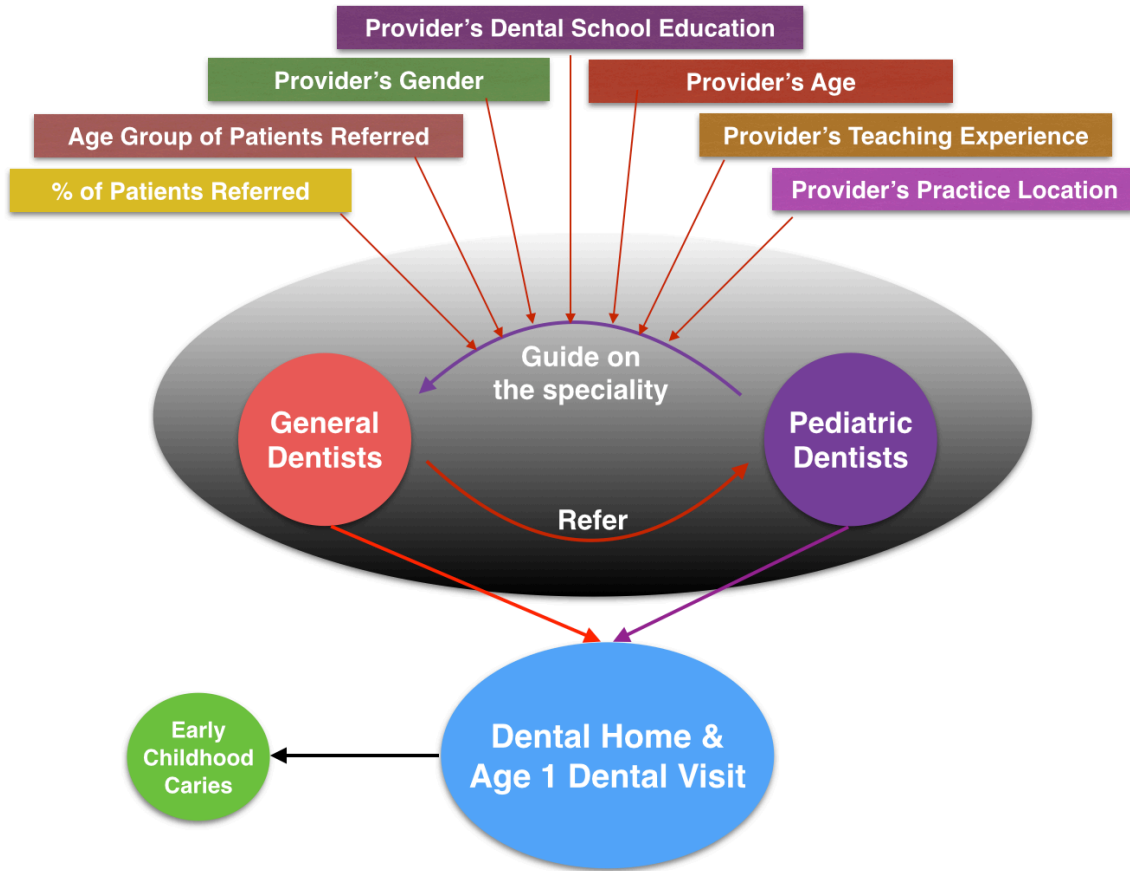 Provider’s Dental School Education
Provider’s Gender
Provider’s Age
Age Group of Patients Referred
Provider’s Teaching Experience
% of Patients Referred
Provider’s Practice Location
Guide on
the speciality
General
Dentists
Pediatric
Dentists
Refer
Dental Home &
Age 1 Dental Visit
Early
Childhood
Caries